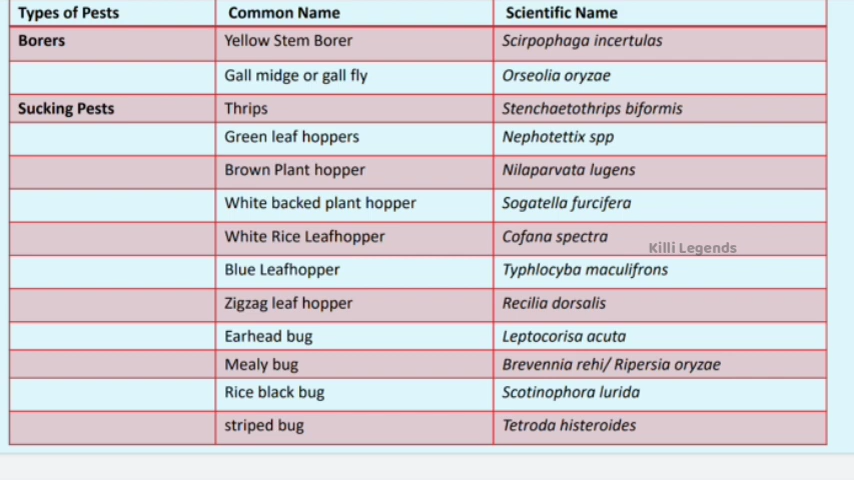 Types of Pests Common Name Scientific Name
Borers Yellow Stem Borer Scirpophaga incertulas
Gall midge or gall fly Orseolia oryzae
Sucking Pests Thrips Stenchaetothrips biformis
Green leaf hoppers Nephotettix spp
Brown Plant hopper Nilaparvata lugens
White backed plant hopper Sogatella furcifera
White Rice Leafhopper Cofana spectra
Killi Legends
Blue Leafhopper Typhlocyba maculifrons
Zigzag leaf hopper Recilia dorsalis
Earhead bug Leptocorisa acuta
Mealy bug Brevennia rehi/ Ripersia oryzae
Rice black bug Scotinophora lurida
striped bug Tetroda histeroides